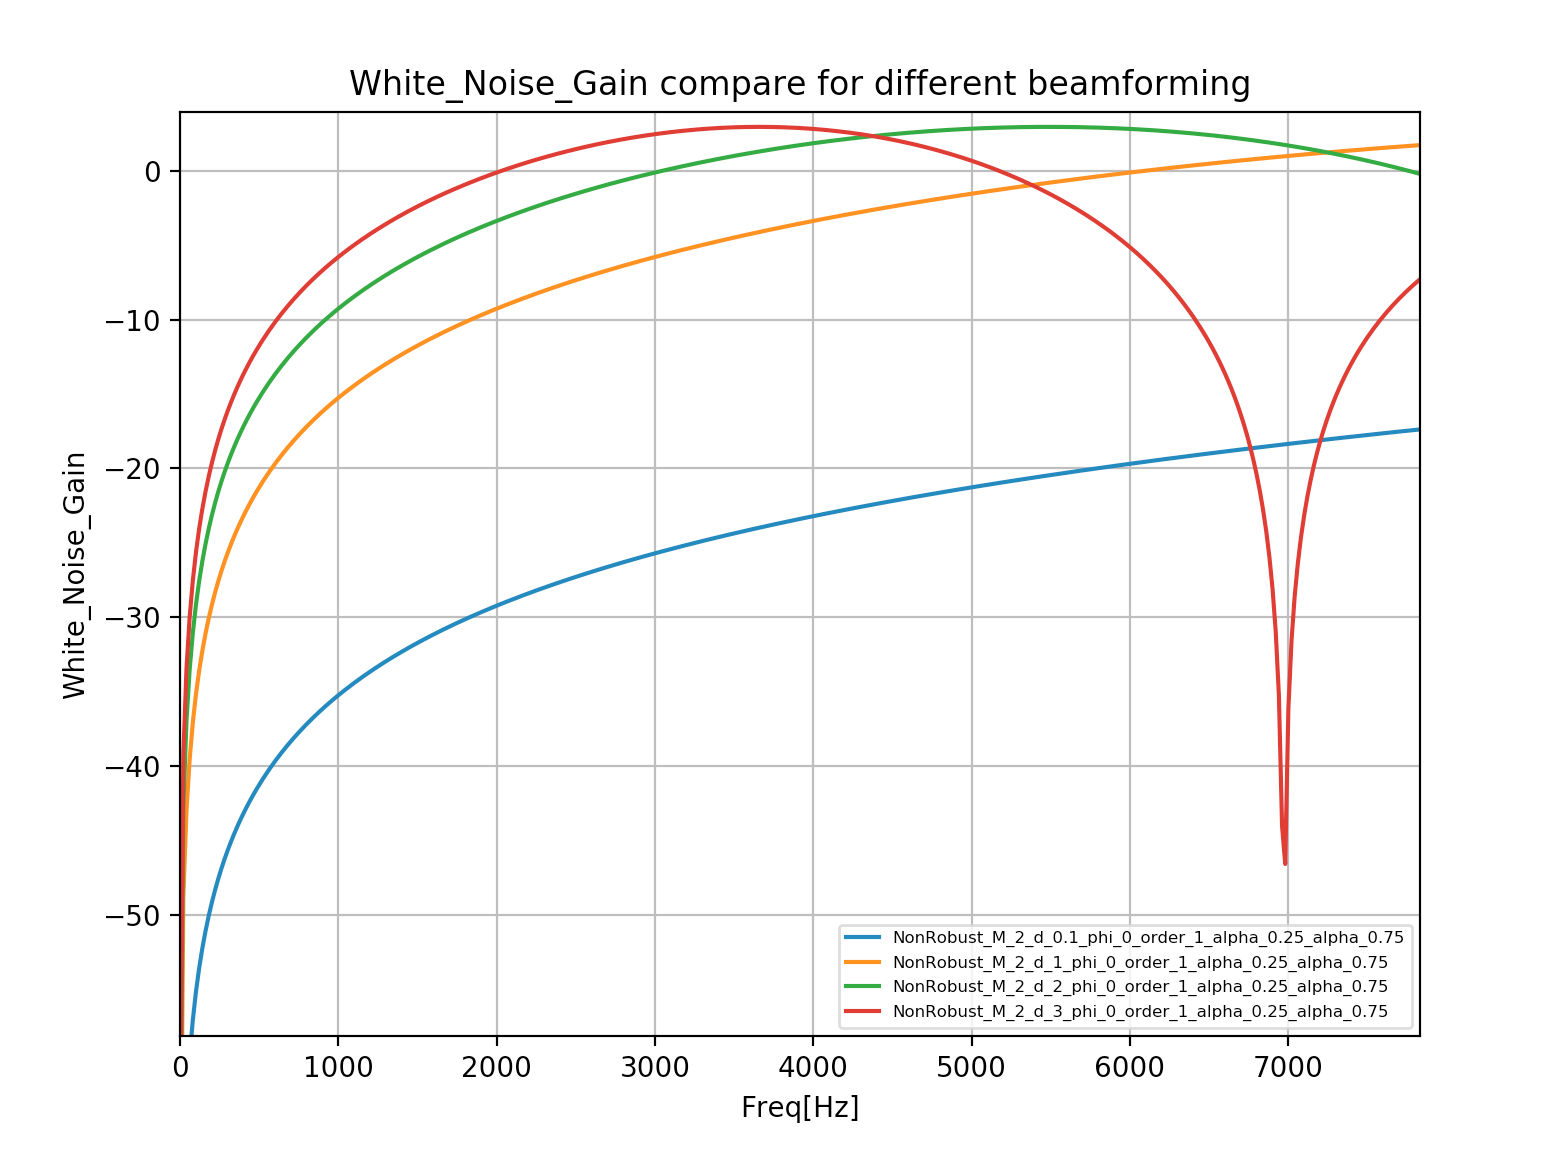 White_Noise_Gain compare for different beamforming
White_Noise_Gain
0
−10
−20
−30
−40
−50
NonRobust_M_2_d_0.1_phi_0_order_1_alpha_0.25_alpha_0.75
NonRobust_M_2_d_1_phi_0_order_1_alpha_0.25_alpha_0.75
NonRobust_M_2_d_2_phi_0_order_1_alpha_0.25_alpha_0.75
NonRobust_M_2_d_3_phi_0_order_1_alpha_0.25_alpha_0.75
0 1000 2000 3000 4000 5000 6000 7000
Freq[Hz]